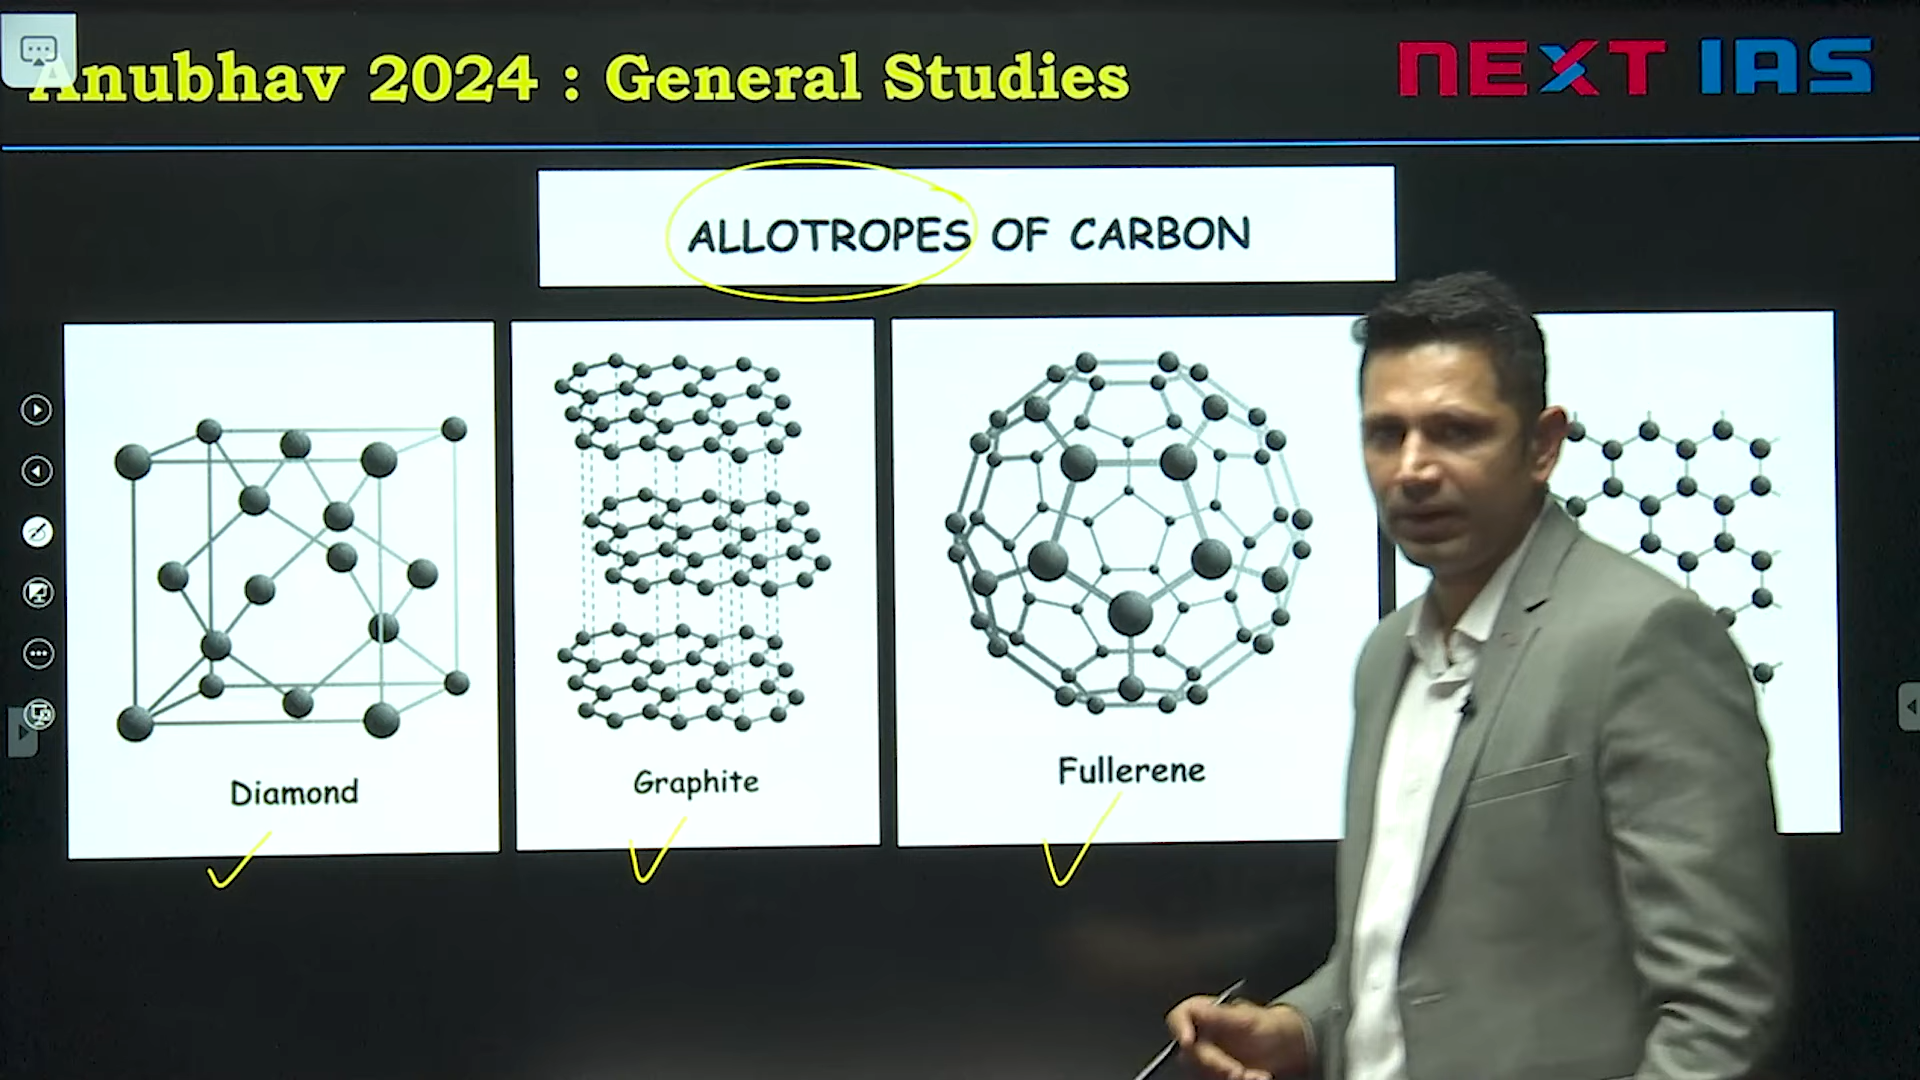 Anubhav 2024 : General Studies
NEXT IAS
ALLOTROPES OF CARBON
Diamond
Graphite
Fullerene